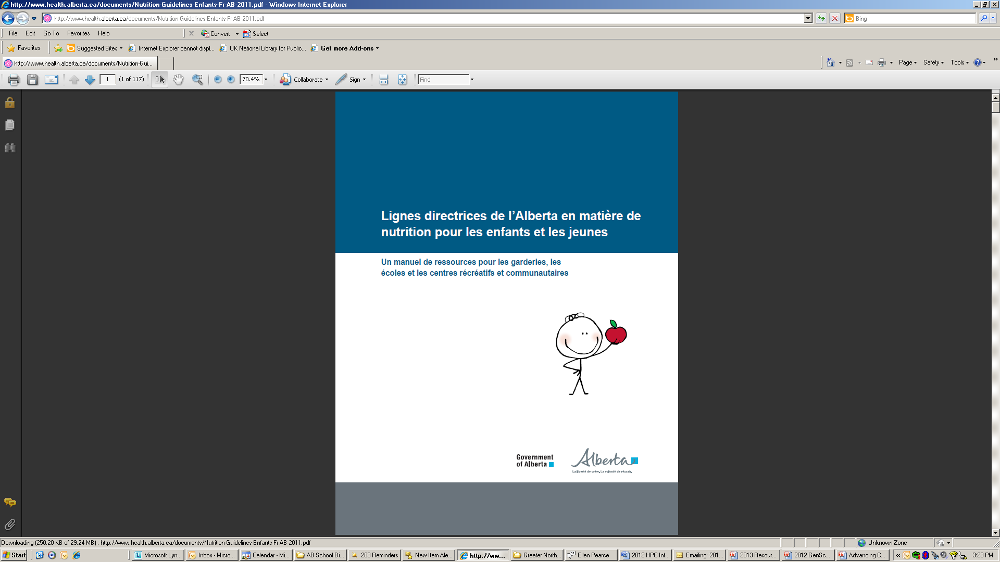 http://www.health.alberta.ca/documents/Nutrition-Guidelines-Enfants-Fr-AB-2011.pdf - Windows Internet Explorer
http://www.health.alberta.ca/documents/Nutrition-Guidelines-Enfants-Fr-AB-2011.pdf Bing
File Edit Go To Favorites Help Convert Select
Favorites Suggested Sites Internet Explorer cannot displ... UK National Library for Public... Get more Add-ons
http://www.health.alberta.ca/documents/Nutrition-Gui... Page Safety Tools
1 (1 of 117) 70.4% Collaborate Sign Find
Lignes directrices de l’Alberta en matière de
nutrition pour les enfants et les jeunes
Un manuel de ressources pour les garderies, les
écoles et les centres récréatifs et communautaires
Government
of Alberta
Alberta
La liberté de créer. La volonté de réussir.
Downloading (250.20 KB of 29.24 MB) : http://www.health.alberta.ca/documents/Nutrition-Guidelines-Enfants-Fr-AB-2011.pdf Unknown Zone
Start Microsoft Lyn... Inbox - Micro... Calendar - Mi... AB School Di... 203 Reminders New Item Ale... http://ww... Greater North... Ellen Pearce 2012 HPC Inf... Emailing: 201... 2013 Resour... 2012 GenSc... Advancing C... « 3:23 PM